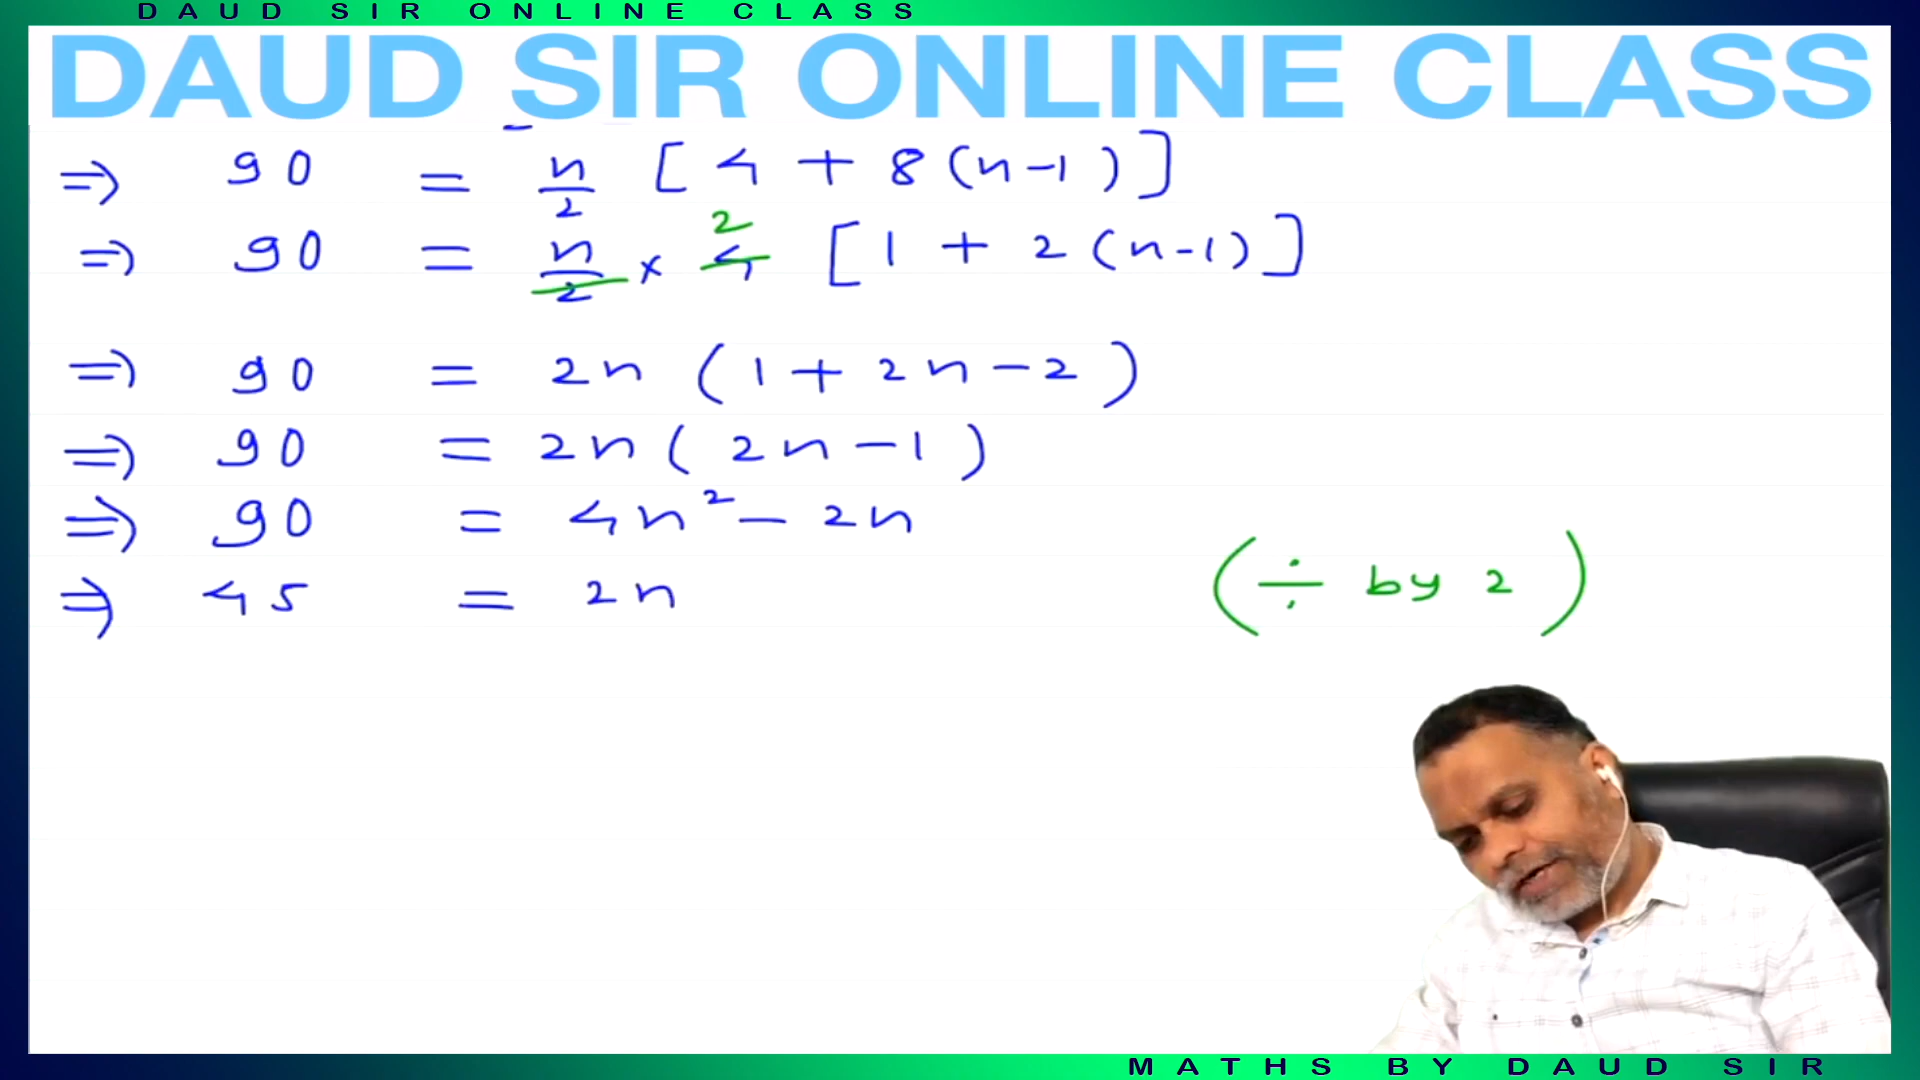 DAUD SIR ONLINE CLASS
DAUD SIR ONLINE CLASS
⇒ 90 = n/2 [4 + 8(n-1)]
⇒ 90 = n/2 × 4 2 [1 + 2(n-1)]
⇒ 90 = 2n (1 + 2n - 2)
⇒ 90 = 2n (2n - 1)
⇒ 90 = 4n² - 2n
⇒ 45 = 2n (÷ by 2)
MATHS BY DAUD SIR